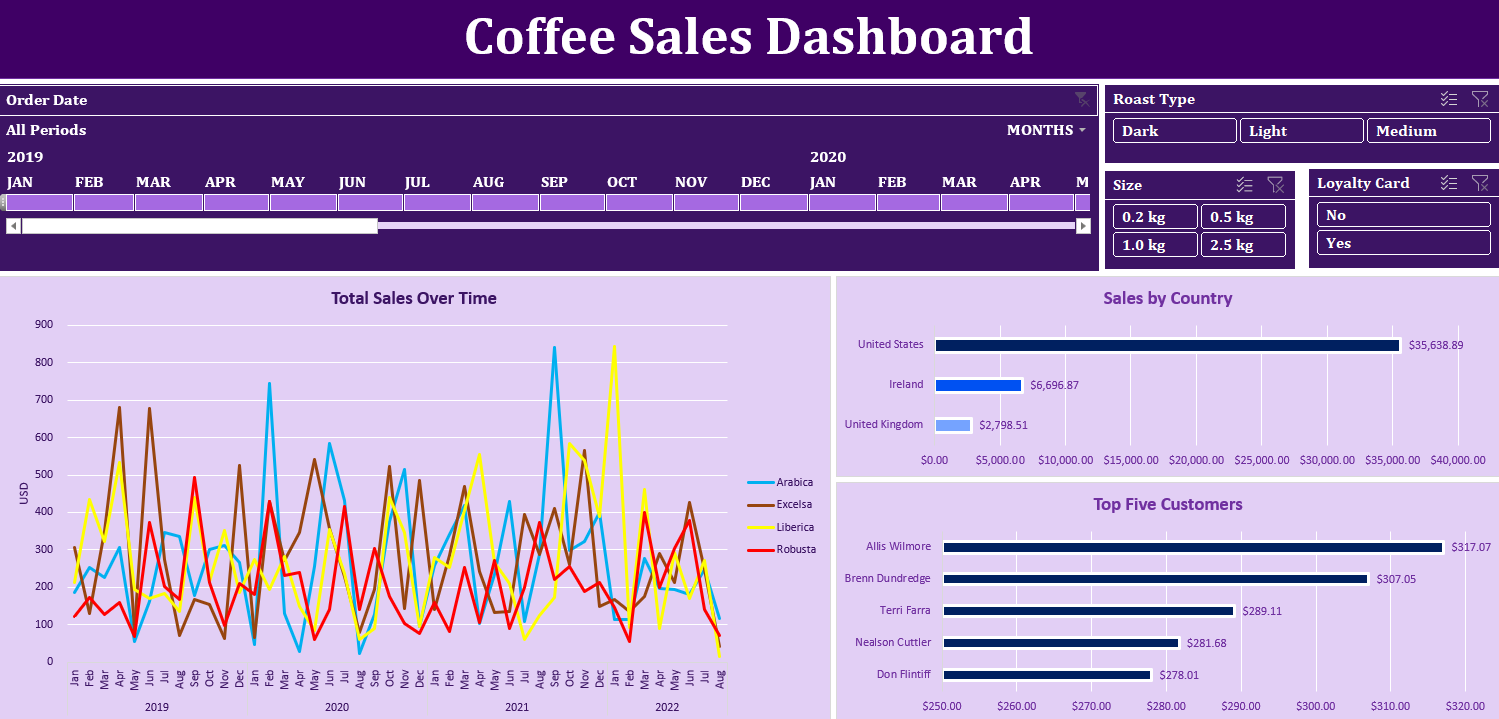 Coffee Sales Dashboard
Order Date
All Periods
MONTHS
2019 2020
JAN FEB MAR APR MAY JUN JUL AUG SEP OCT NOV DEC JAN FEB MAR APR M
Roast Type
Dark Light Medium
Size
0.2 kg 0.5 kg
1.0 kg 2.5 kg
Loyalty Card
No
Yes
Total Sales Over Time
900
800
700
600
500
400
300
200
100
0
USD
Jan Feb Mar Apr May Jun Jul Aug Sep Oct Nov Dec Jan Feb Mar Apr May Jun Jul Aug Sep Oct Nov Dec Jan Feb Mar Apr May Jun Jul Aug Sep Oct Nov Dec Jan Feb Mar Apr May Jun Jul Aug
2019 2020 2021 2022
Arabica
Excelsa
Liberica
Robusta
Sales by Country
United States $35,638.89
Ireland $6,696.87
United Kingdom $2,798.51
$0.00 $5,000.00 $10,000.00 $15,000.00 $20,000.00 $25,000.00 $30,000.00 $35,000.00 $40,000.00
Top Five Customers
Allis Wilmore $317.07
Brenn Dundredge $307.05
Terri Farra $289.11
Nealson Cuttler $281.68
Don Flintiff $278.01
$250.00 $260.00 $270.00 $280.00 $290.00 $300.00 $310.00 $320.00